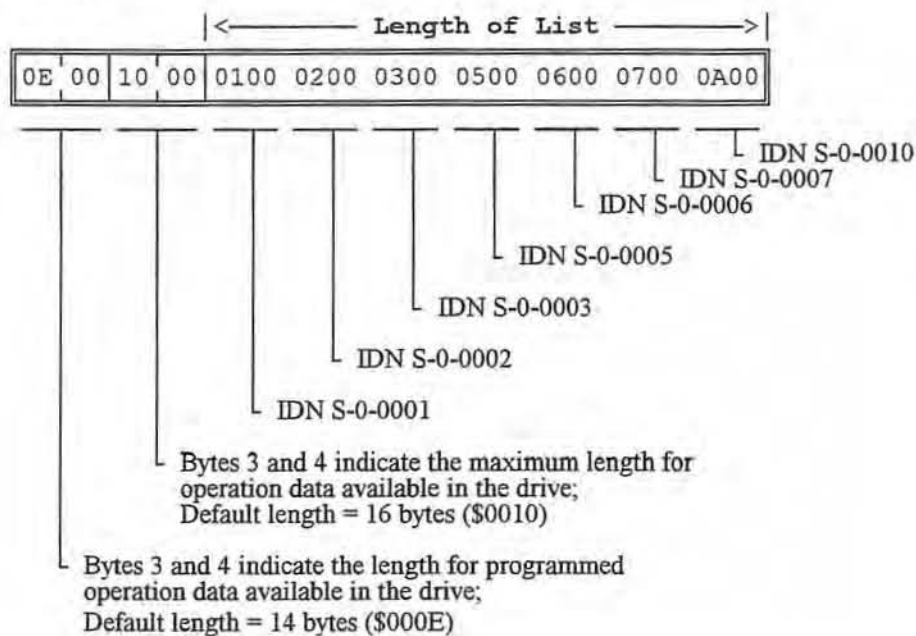 |<—— Length of List ——>|
0E 00 10 00 0100 0200 0300 0500 0600 0700 0A00
IDN S-0-0010
IDN S-0-0007
IDN S-0-0006
IDN S-0-0005
IDN S-0-0003
IDN S-0-0002
IDN S-0-0001
Bytes 3 and 4 indicate the maximum length for
operation data available in the drive;
Default length = 16 bytes ($0010)
Bytes 3 and 4 indicate the length for programmed
operation data available in the drive;
Default length = 14 bytes ($000E)